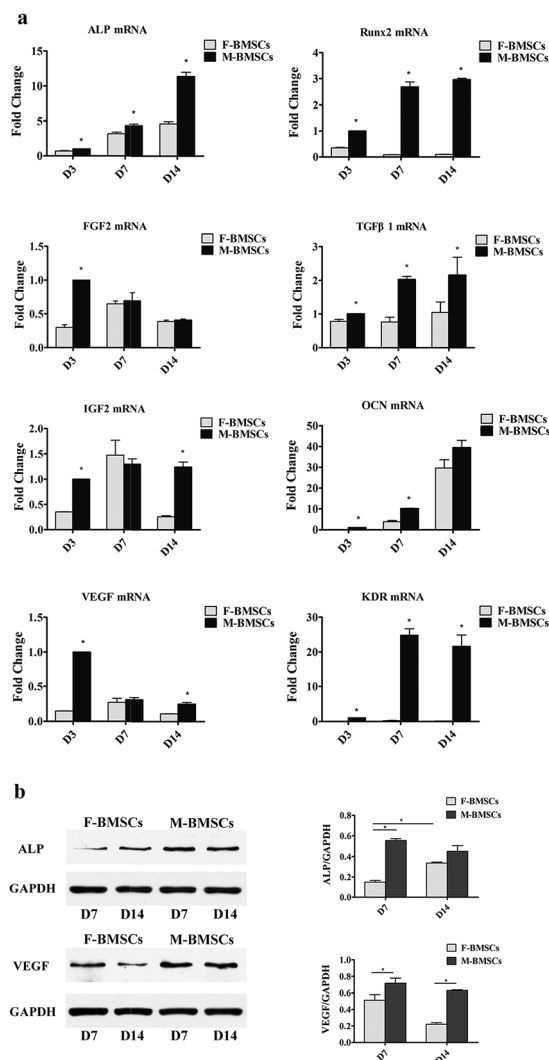 a
ALP mRNA
F-BMSCs
M-BMSCs
Fold Change
15
10
5
0
D3
D7
D14
*
*
*
Runx2 mRNA
F-BMSCs
M-BMSCs
Fold Change
4
3
2
1
0
D3
D7
D14
*
*
*
FGF2 mRNA
F-BMSCs
M-BMSCs
Fold Change
1.5
1.0
0.5
0.0
D3
D7
D14
*
TGFβ 1 mRNA
F-BMSCs
M-BMSCs
Fold Change
3
2
1
0
D3
D7
D14
*
*
*
IGF2 mRNA
F-BMSCs
M-BMSCs
Fold Change
2.0
1.5
1.0
0.5
0.0
D3
D7
D14
*
*
OCN mRNA
F-BMSCs
M-BMSCs
Fold Change
50
40
30
20
10
0
D3
D7
D14
*
*
VEGF mRNA
F-BMSCs
M-BMSCs
Fold Change
1.5
1.0
0.5
0.0
D3
D7
D14
*
*
KDR mRNA
F-BMSCs
M-BMSCs
Fold Change
30
20
10
0
D3
D7
D14
*
*
*
b
F-BMSCs M-BMSCs
ALP
GAPDH
D7 D14 D7 D14
F-BMSCs M-BMSCs
VEGF
GAPDH
D7 D14 D7 D14
F-BMSCs
M-BMSCs
ALP/GAPDH
0.8
0.6
0.4
0.2
0.0
D7
D14
*
*
F-BMSCs
M-BMSCs
VEGF/GAPDH
1.0
0.8
0.6
0.4
0.2
0.0
D7
D14
*
*